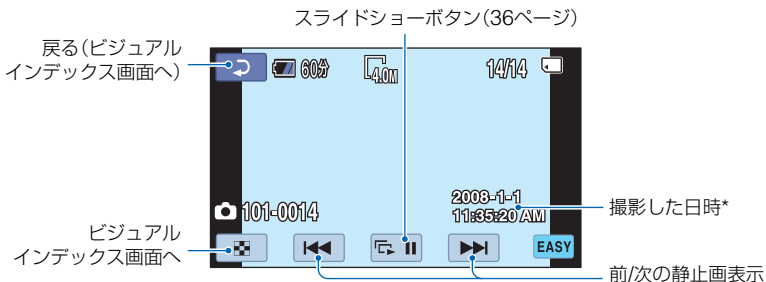 スライドショーボタン（36ページ）
戻る（ビジュアル
インデックス画面へ）
60分
4.0M
14/14
101-0014
2008-1-1
11:35:20 AM
撮影した日時*
ビジュアル
インデックス画面へ
EASY
前/次の静止画表示